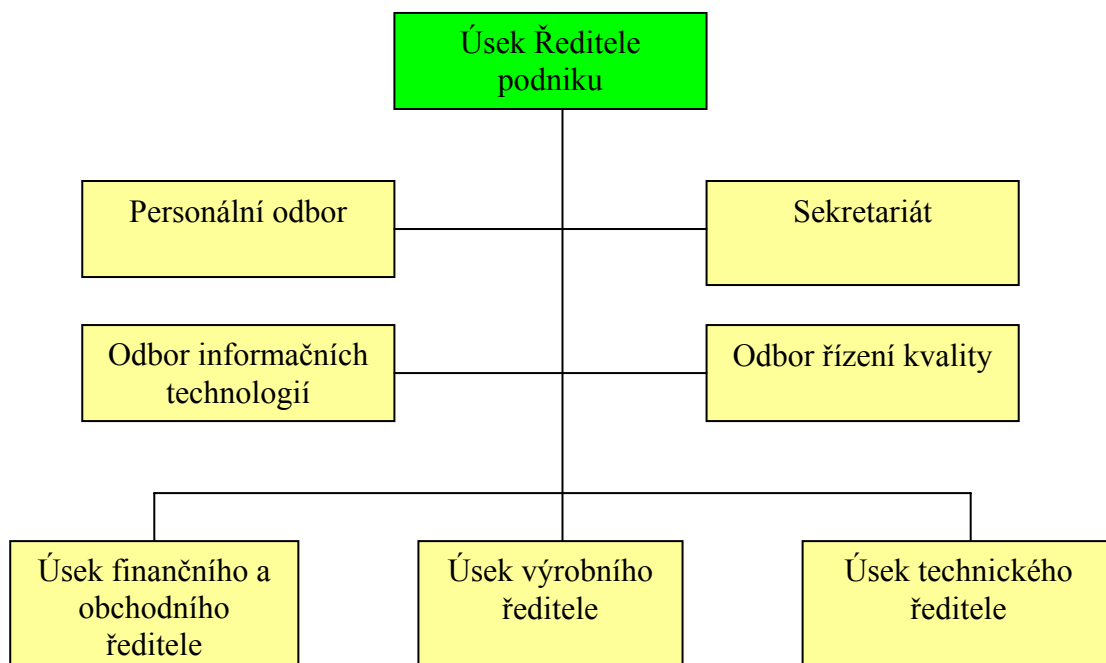 Úsek Ředitele
podniku
Personální odbor
Sekretariát
Odbor informačních
technologií
Odbor řízení kvality
Úsek finančního a
obchodního
ředitele
Úsek výrobního
ředitele
Úsek technického
ředitele